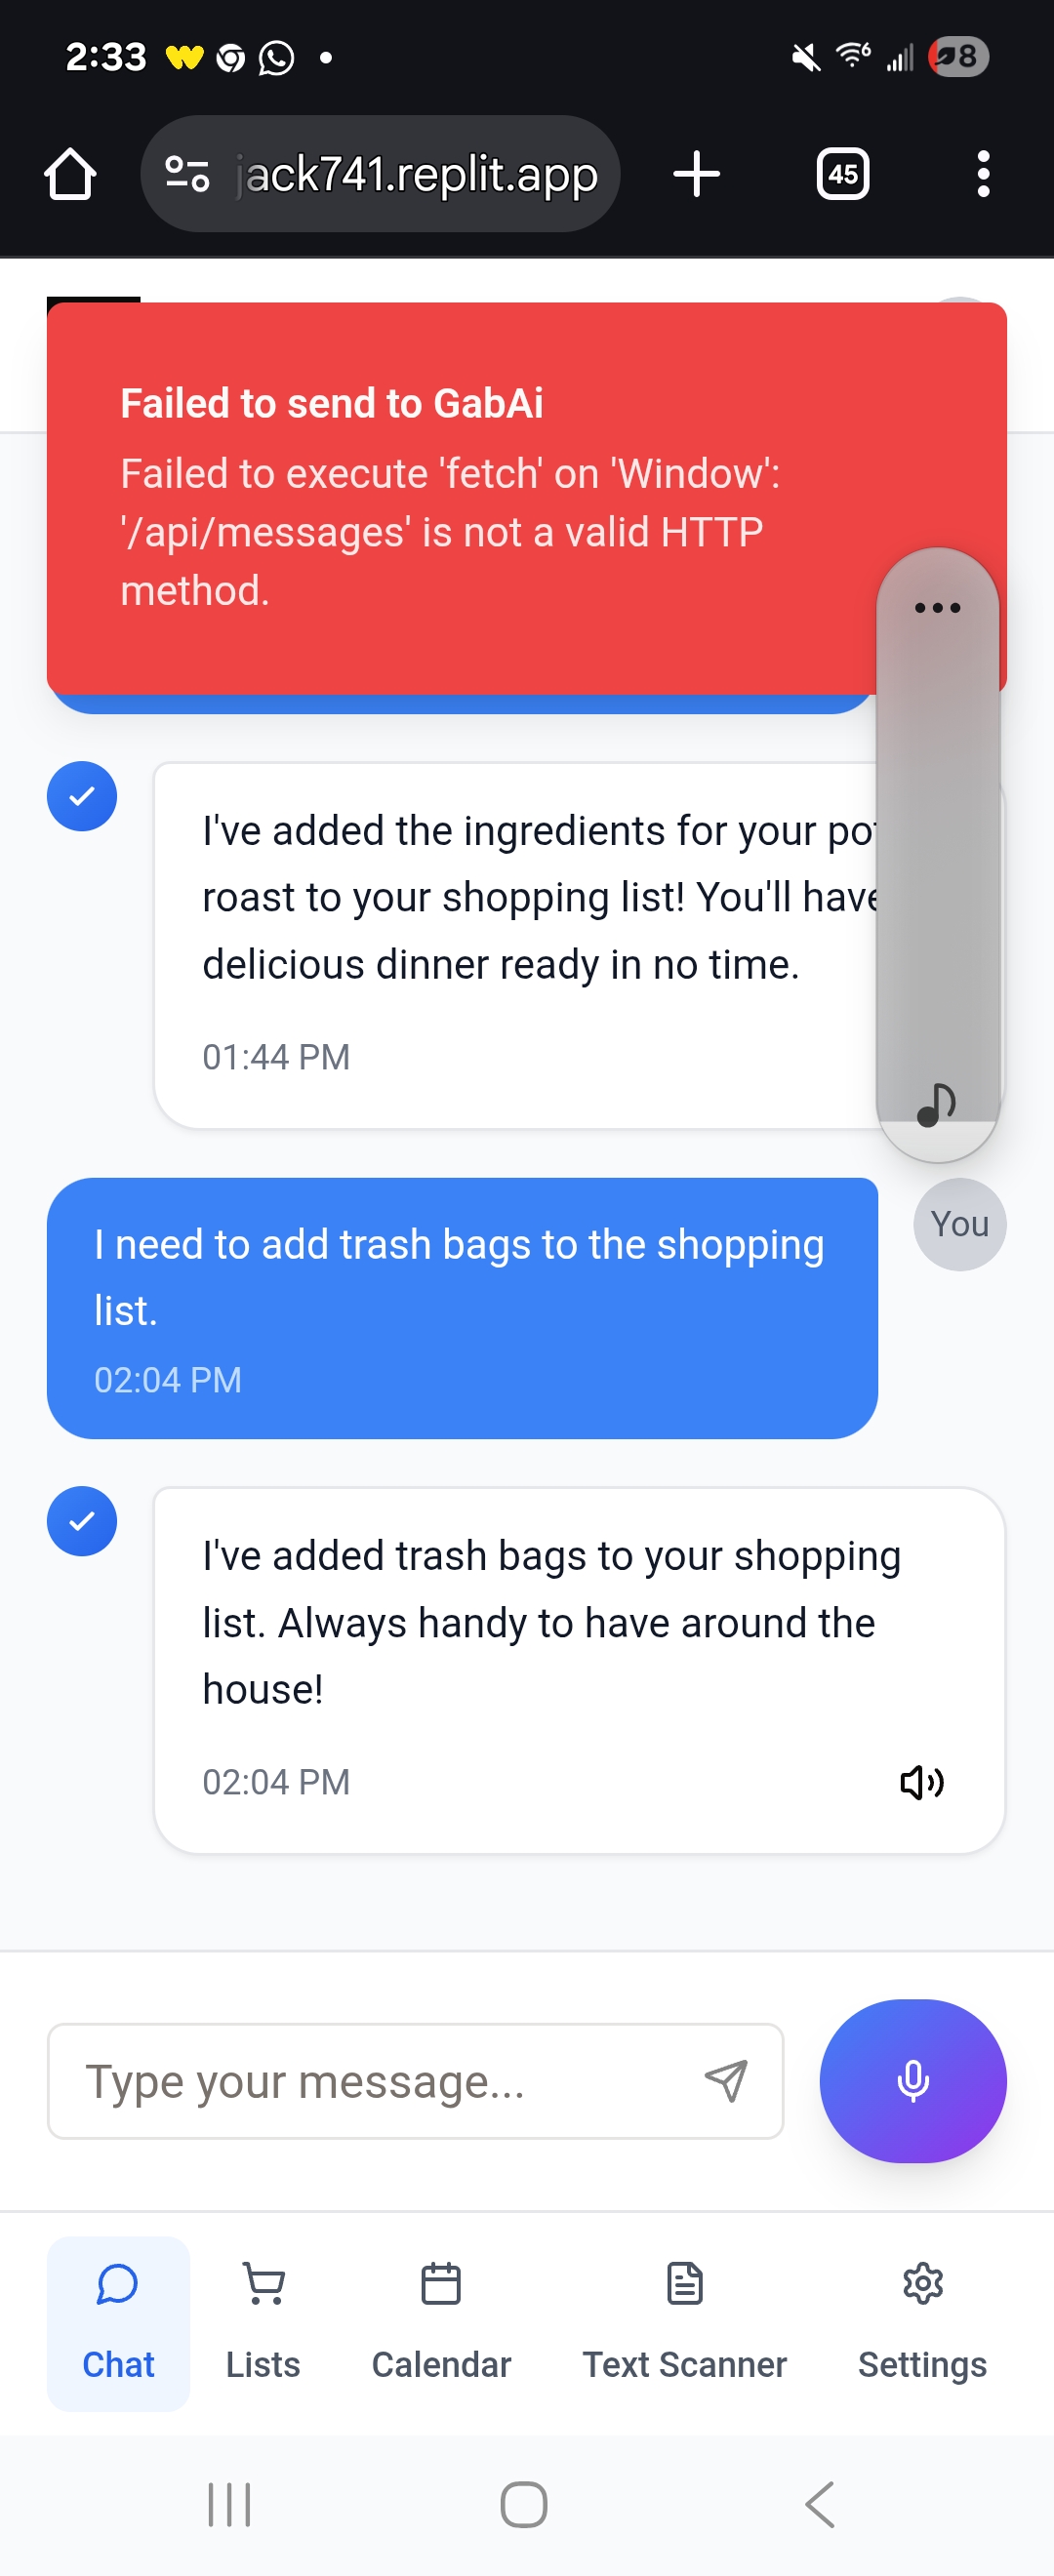 2:33
6
8
jack741.replit.app
45
Failed to send to GabAi
Failed to execute 'fetch' on 'Window':
'/api/messages' is not a valid HTTP
method.
I've added the ingredients for your
roast to your shopping list! You'll have
delicious dinner ready in no time.
01:44 PM
I need to add trash bags to the shopping
list.
02:04 PM
You
I've added trash bags to your shopping
list. Always handy to have around the
house!
02:04 PM
Type your message...
Chat
Lists
Calendar
Text Scanner
Settings